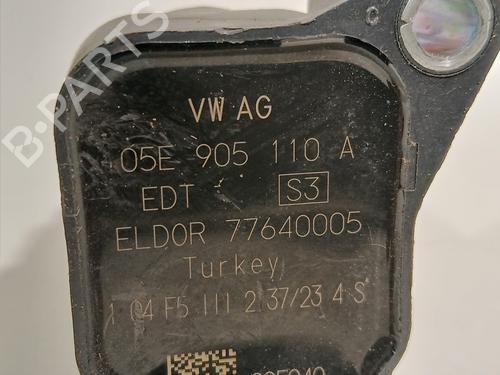 VW AG
05E 905 110 A
EDT S3
ELDOR 77640005
Turkey
1 04 F5 111 2 37/23 4 S
B-PARTS